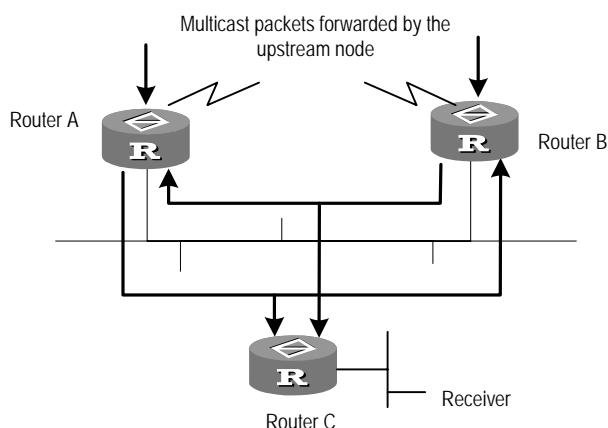 Multicast packets forwarded by the
upstream node
Router A
Router B
R
R
R
Receiver
Router C